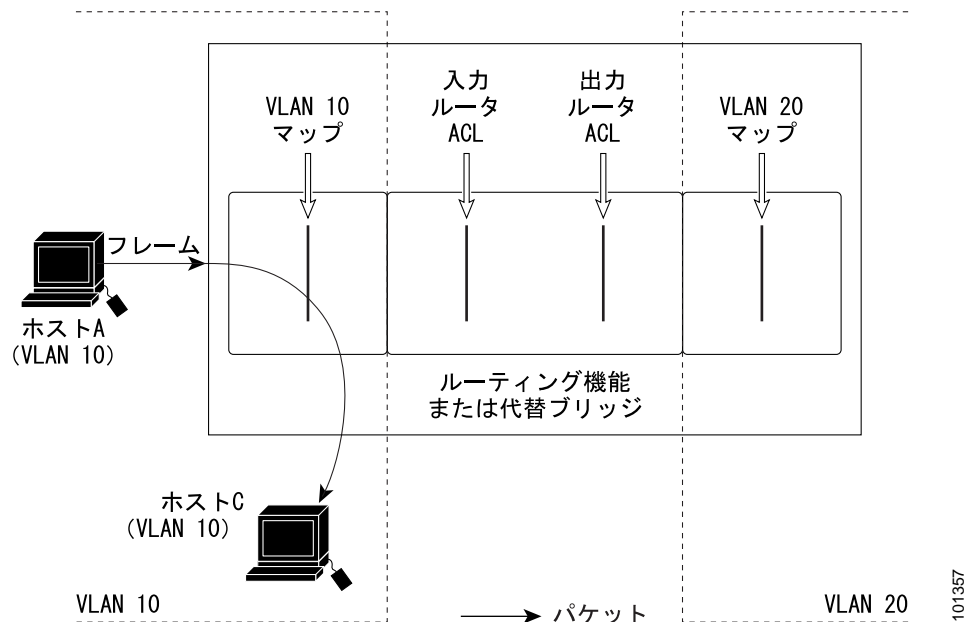 VLAN 10
マップ
入力
ルータ
ACL
出力
ルータ
ACL
VLAN 20
マップ
フレーム
ホストA
(VLAN 10)
ルーティング機能
または代替ブリッジ
ホストC
(VLAN 10)
VLAN 10
パケット
VLAN 20
101357